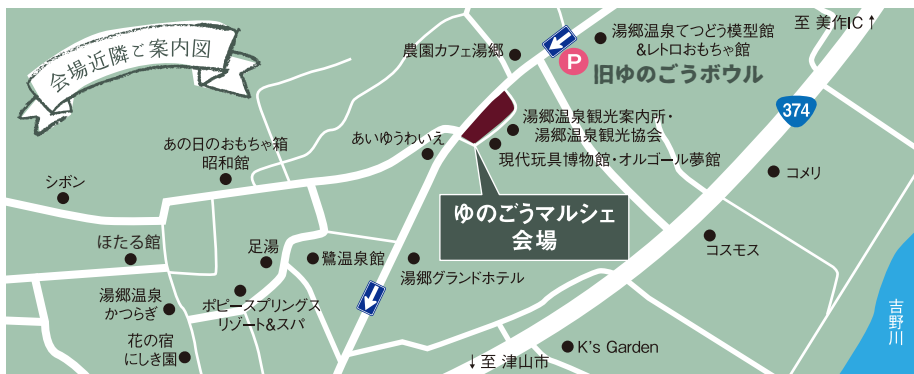 会場近隣ご案内図
至 美作IC↑
湯郷温泉てつどう模型館
&レトロおもちゃ館
農園カフェ湯郷
P
旧ゆのごうボウル
374
湯郷温泉観光案内所・
湯郷温泉観光協会
あの日のおもちゃ箱
昭和館
あいゆうわいえ
現代玩具博物館・オルゴール夢館
コメリ
シボン
ゆのごうマルシェ
会場
コスモス
ほたる館
足湯
鷺温泉館
湯郷グランドホテル
湯郷温泉
かつらぎ
ポピースプリングス
リゾート&スパ
吉野川
花の宿
にしき園
↓至 津山市
K's Garden